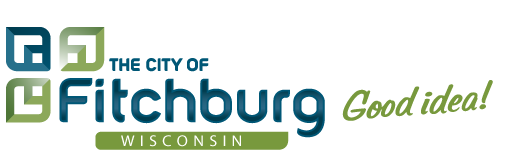 THE CITY OF
Fitchburg
Good idea!
WISCONSIN